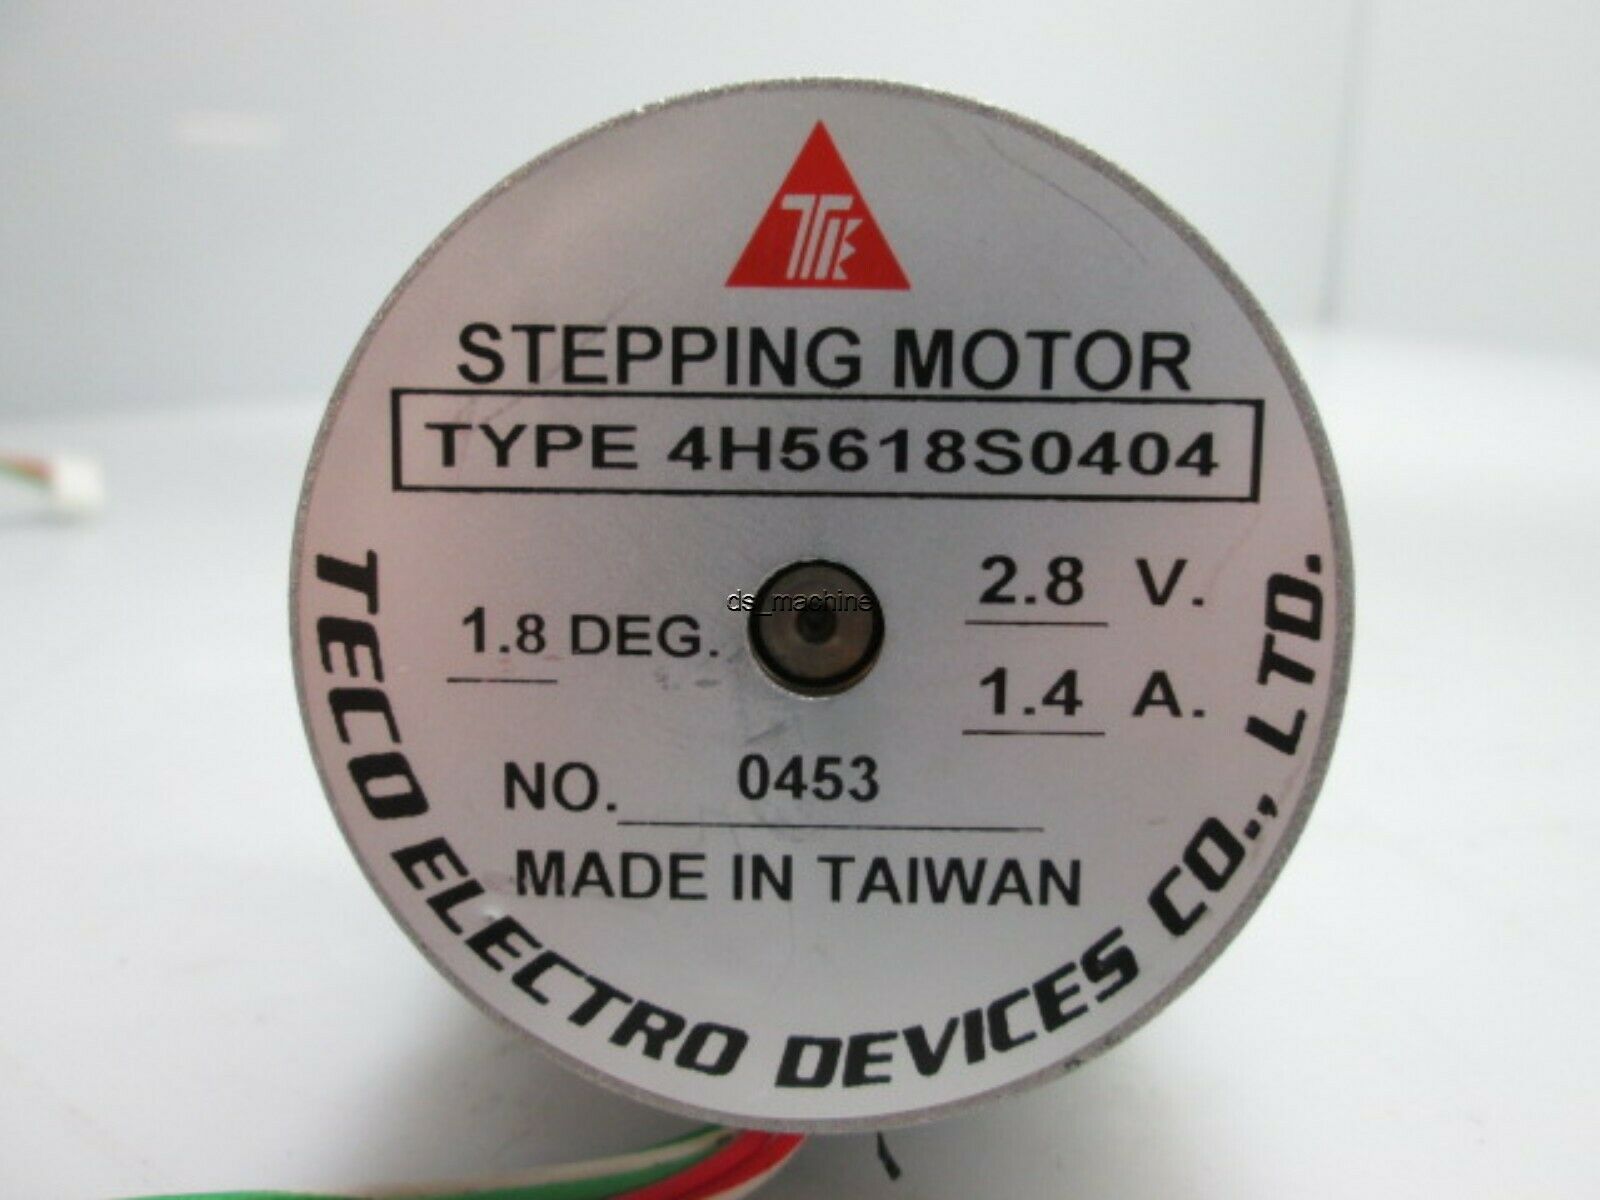 TE
STEPPING MOTOR
TYPE 4H5618S0404
2.8 V.
1.8 DEG.
ds_machine
1.4 A.
NO. 0453
MADE IN TAIWAN
TECO ELECTRO DEVICES CO., LTD.